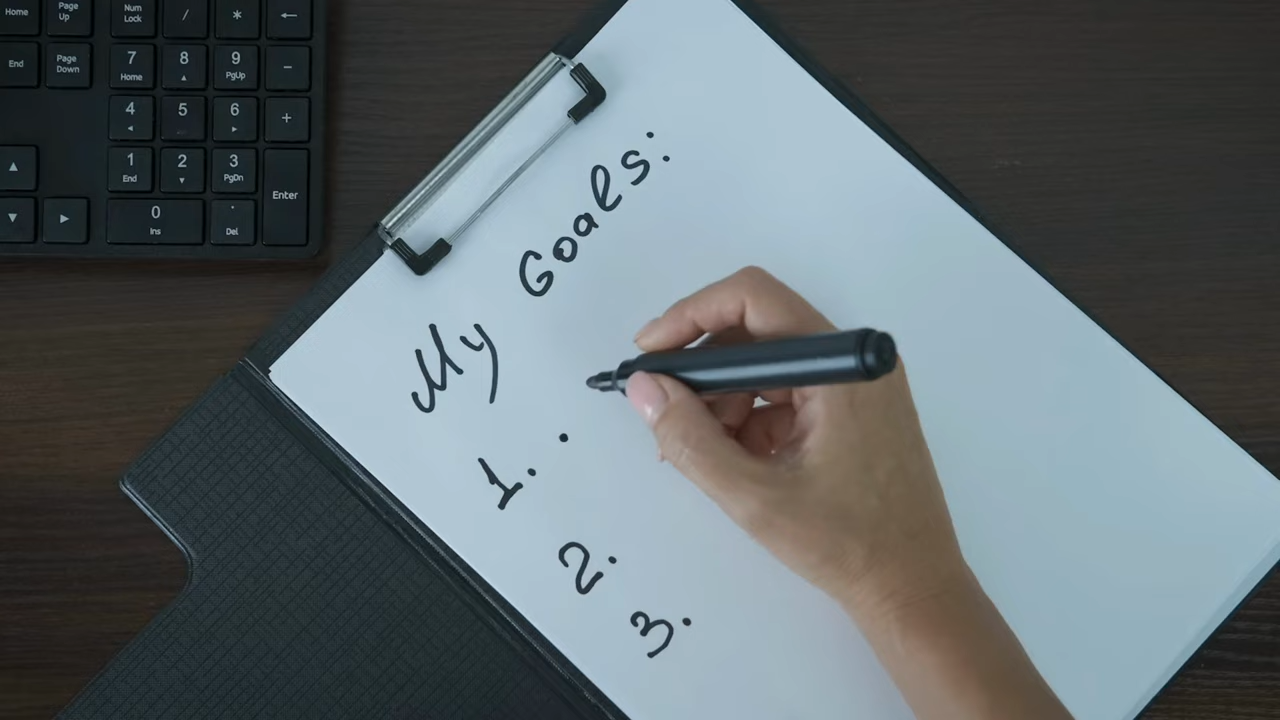 Home
Page Up
Num Lock
/
*
←
End
Page Down
7 Home
8 ▲
9 PgUp
-
4 ◄
5
6 ►
+
▲
1 End
2 ▼
3 PgDn
Enter
▼
►
0 Ins
. Del
My Goals:
1. .
2.
3.